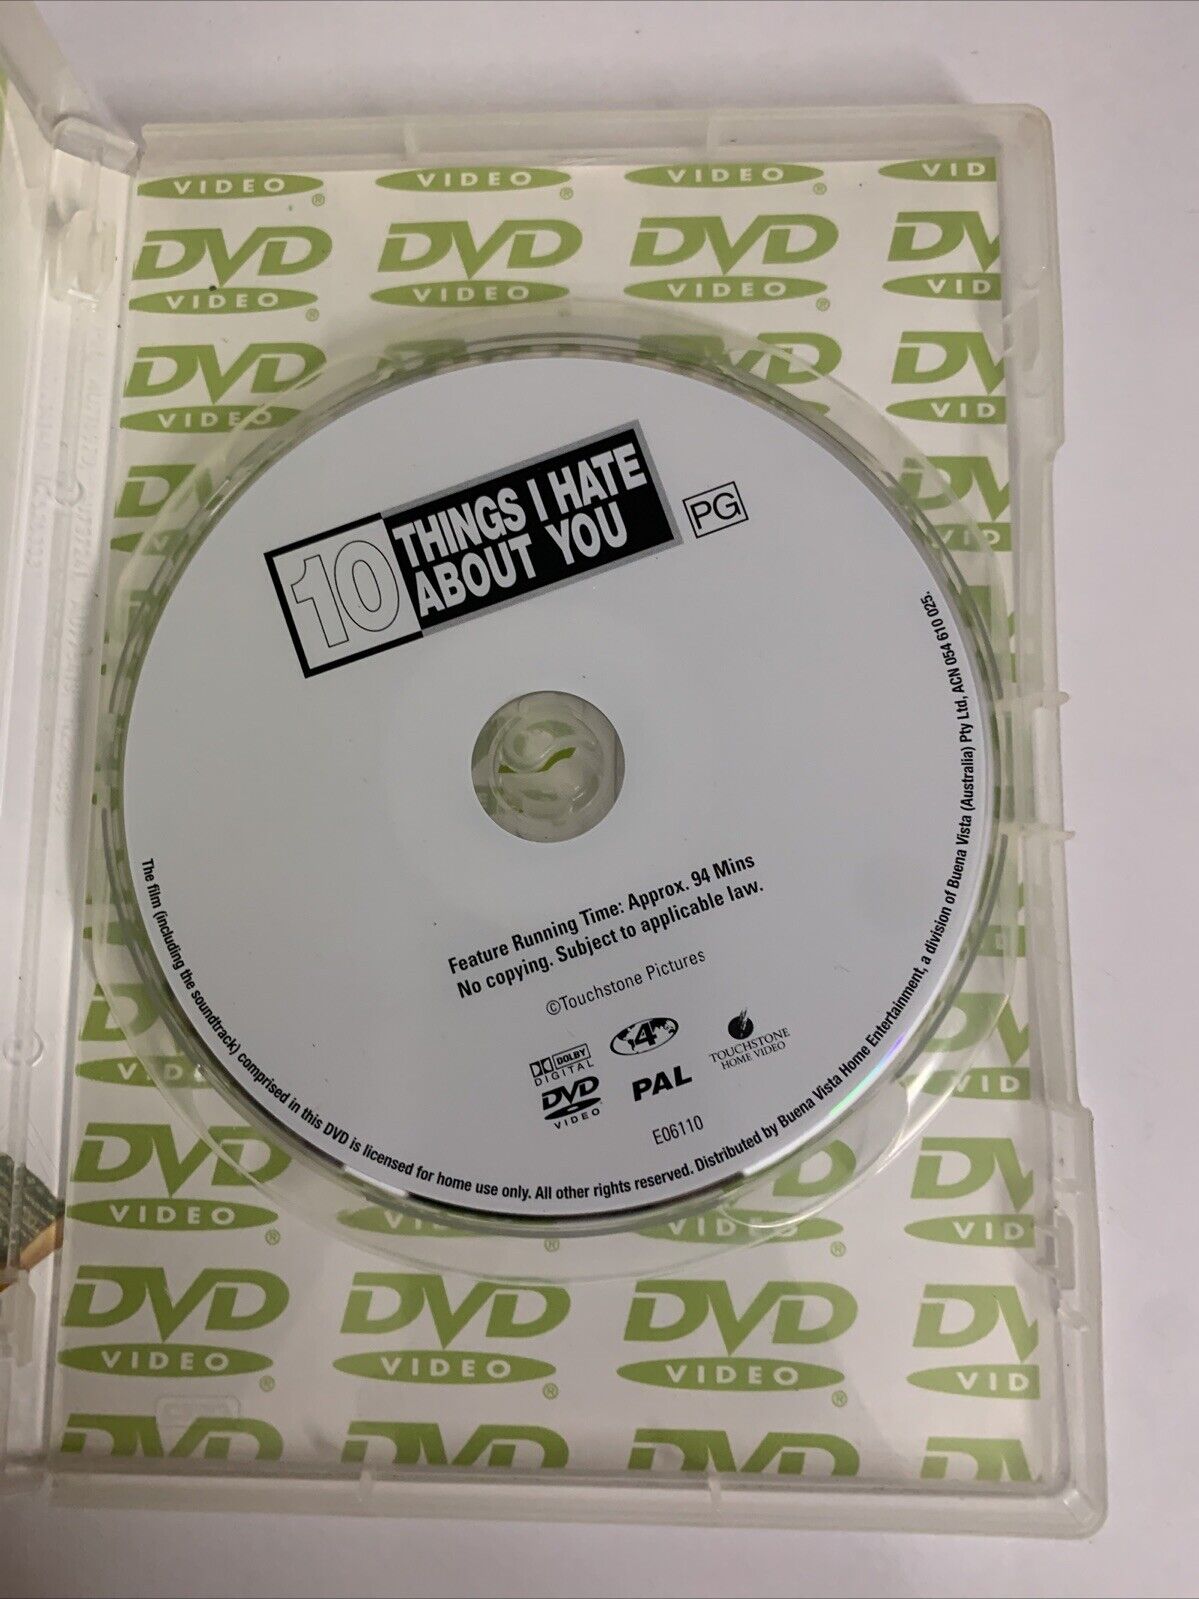 VIDEO ® VIDEO ® VIDEO ® VID
DVD DVD DVD DV
VIDEO ® VIDEO ® VIDEO ® VID
DVD DVD DV
VIDEO VID
10 THINGS I HATE
ABOUT YOU
PG
Feature Running Time: Approx. 94 Mins
No copying. Subject to applicable law.
©Touchstone Pictures
DOLBY
DIGITAL
4
TOUCHSTONE
HOME VIDEO
DVD
VIDEO
PAL
E06110
The film (including the soundtrack) comprised in this DVD is licensed for home use only. All other rights reserved. Distributed by Buena Vista Home Entertainment, a division of Buena Vista (Australia) Pty Ltd, ACN 054 610 025.
DVD DV
VIDEO ® VIDEO ® VID
DVD DVD DVD DV
VIDEO ® VIDEO ® VIDEO ® VID
DVD DVD DVD DV